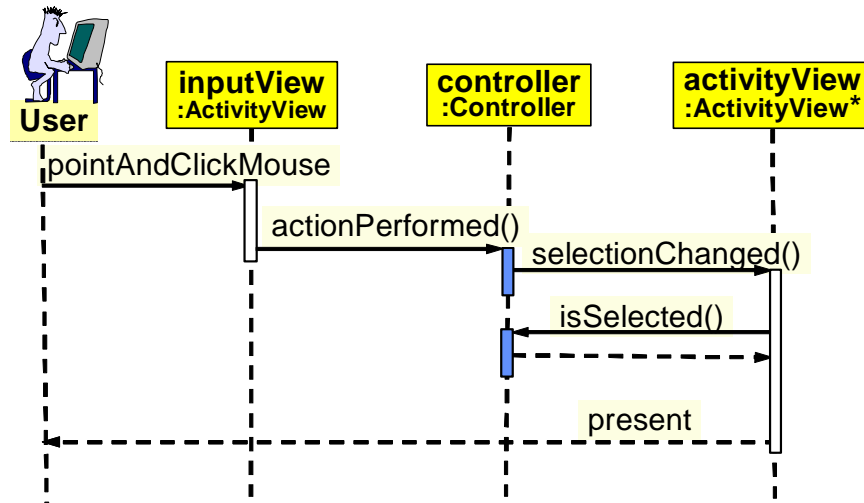 inputView
:ActivityView
controller
:Controller
activityView
:ActivityView*
User
pointAndClickMouse
actionPerformed()
selectionChanged()
isSelected()
present